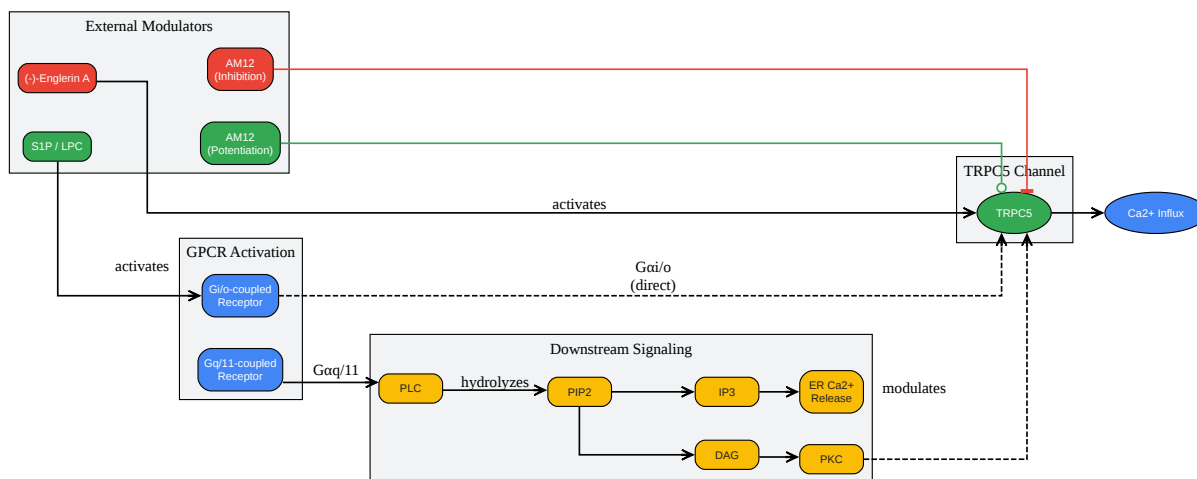 External Modulators
(-)-Englerin A
AM12
(Inhibition)
S1P / LPC
AM12
(Potentiation)
TRPC5 Channel
TRPC5
Ca2+ Influx
activates
GPCR Activation
activates
Gi/o-coupled
Receptor
Gαi/o
(direct)
Gq/11-coupled
Receptor
Gαq/11
Downstream Signaling
PLC
hydrolyzes
PIP2
IP3
ER Ca2+
Release
modulates
DAG
PKC